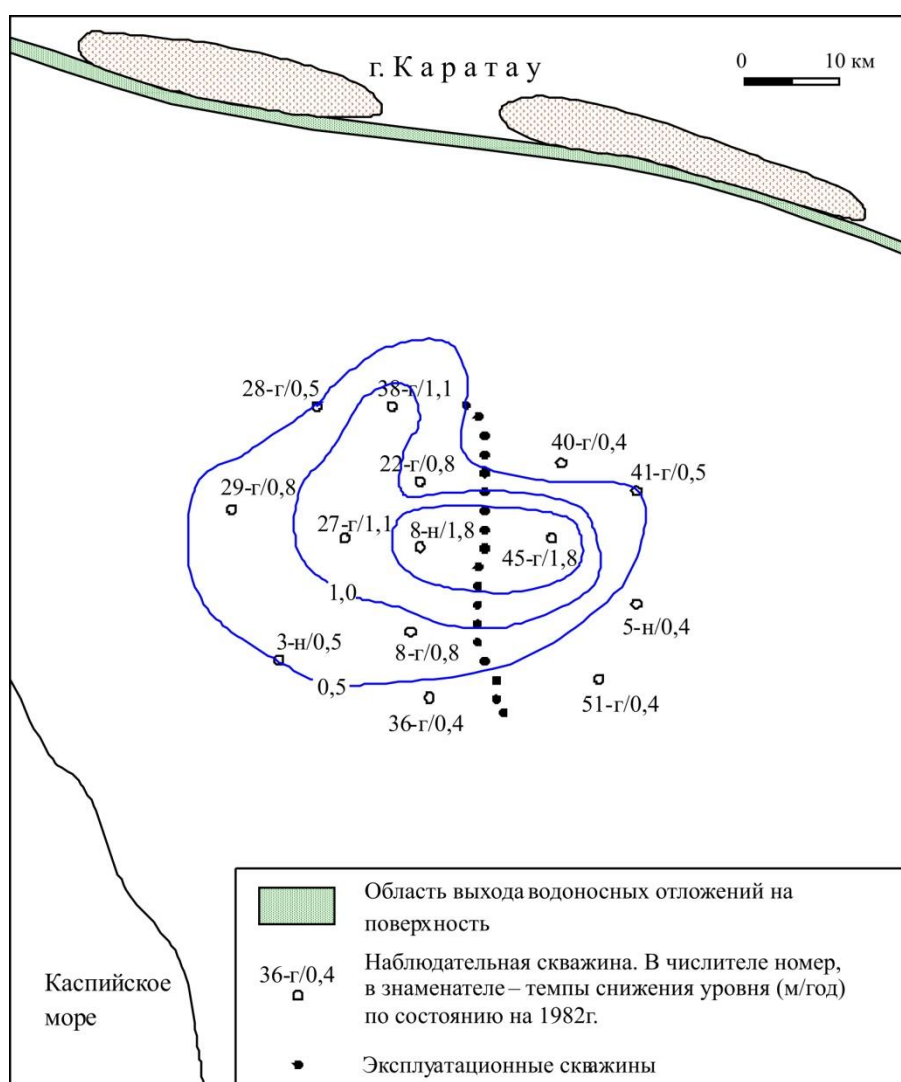 г. К а р а т а у
0 10 км
28-г/0,5
38-г/1,1
40-г/0,4
22-г/0,8
41-г/0,5
29-г/0,8
27-г/1,1
8-н/1,8
45-г/1,8
1,0
5-н/0,4
3-н/0,5
8-г/0,8
0,5
51-г/0,4
36-г/0,4
Каспийское
море
Область выхода водоносных отложений на
поверхность
36-г/0,4
Наблюдательная скважина. В числителе номер,
в знаменателе – темпы снижения уровня (м/год)
по состоянию на 1982г.
Эксплуатационные скважины